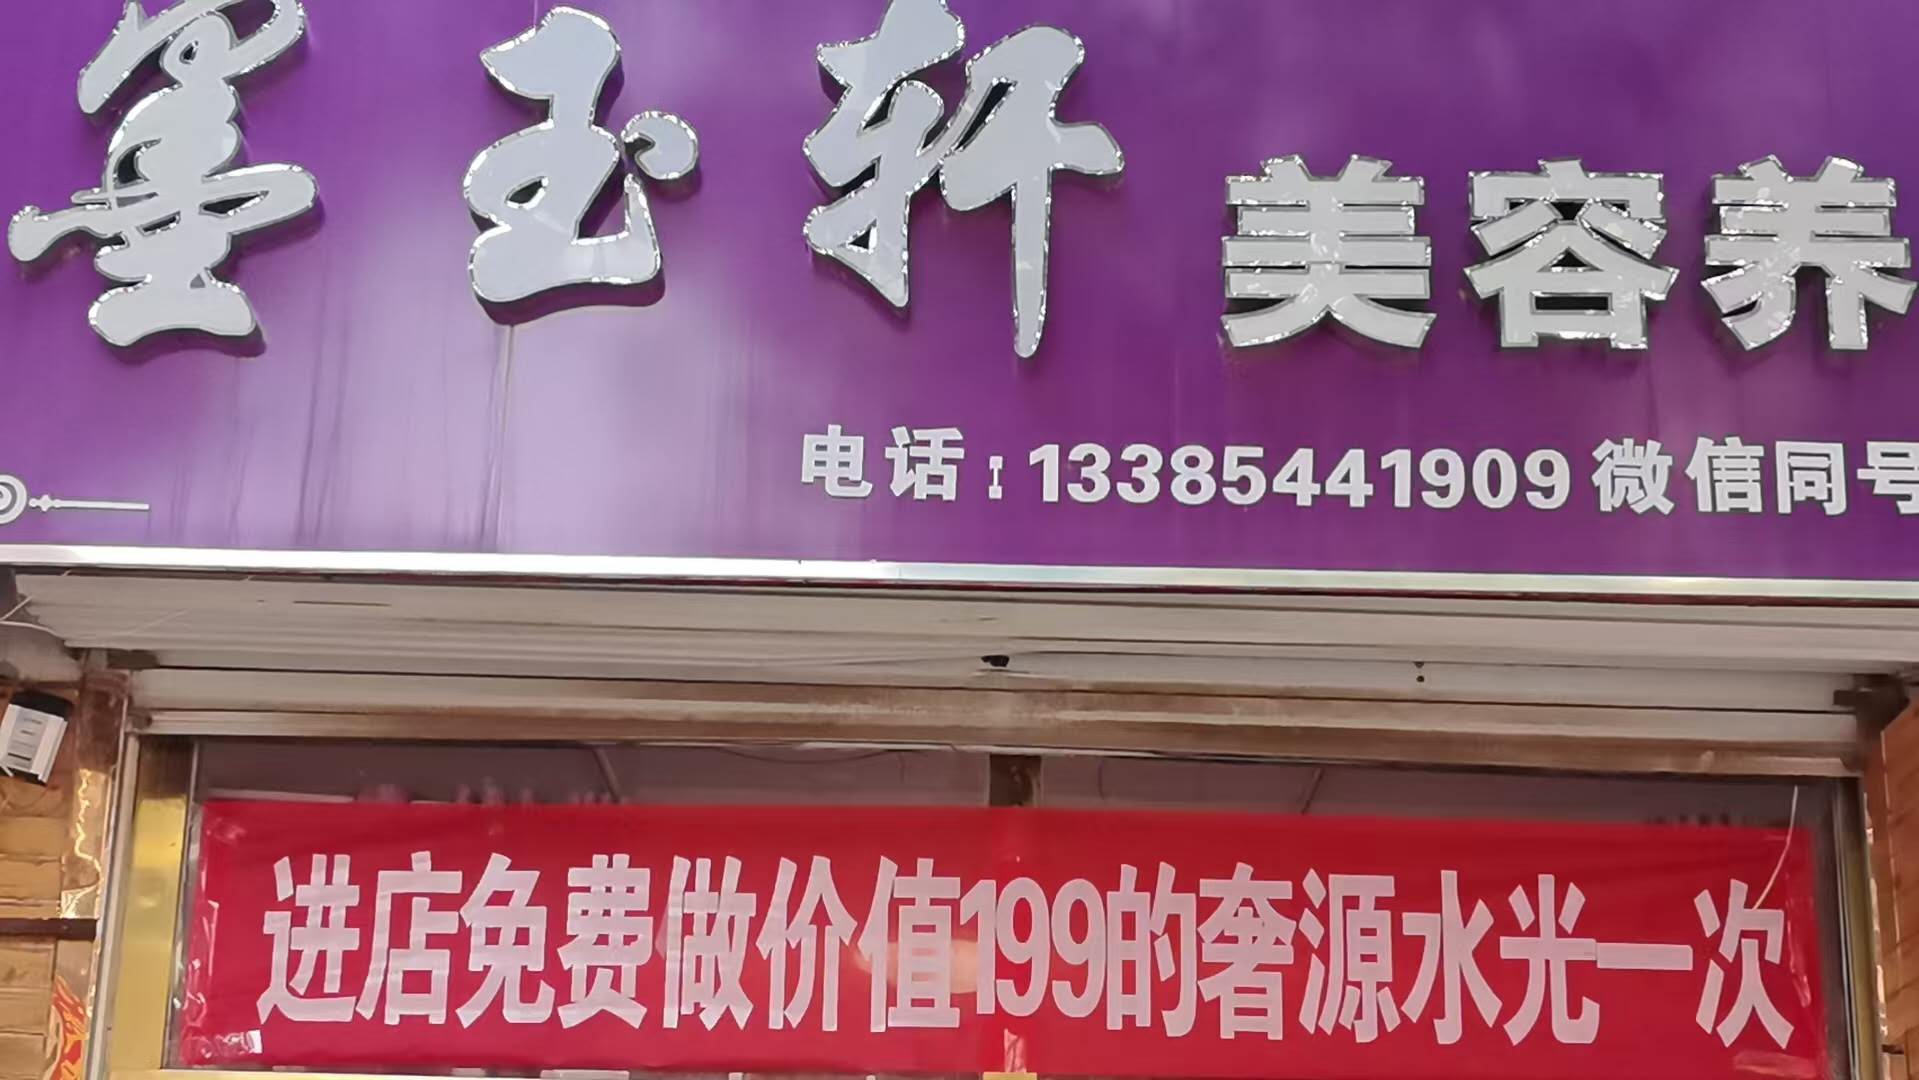 墨玉轩 美容养
电话：13385441909 微信同号
进店免费做价值199的奢源水光一次